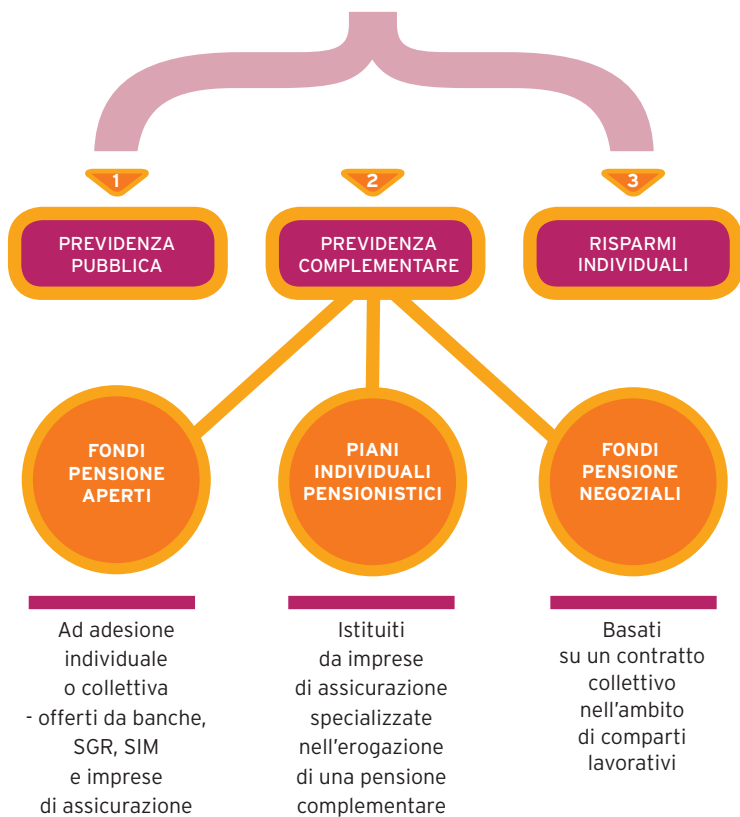 1
PREVIDENZA
PUBBLICA
2
PREVIDENZA
COMPLEMENTARE
3
RISPARMI
INDIVIDUALI
FONDI
PENSIONE
APERTI
PIANI
INDIVIDUALI
PENSIONISTICI
FONDI
PENSIONE
NEGOZIALI
Ad adesione
individuale
o collettiva
- offerti da banche,
SGR, SIM
e imprese
di assicurazione
Istituiti
da imprese
di assicurazione
specializzate
nell'erogazione
di una pensione
complementare
Basati
su un contratto
collettivo
nell'ambito
di comparti
lavorativi